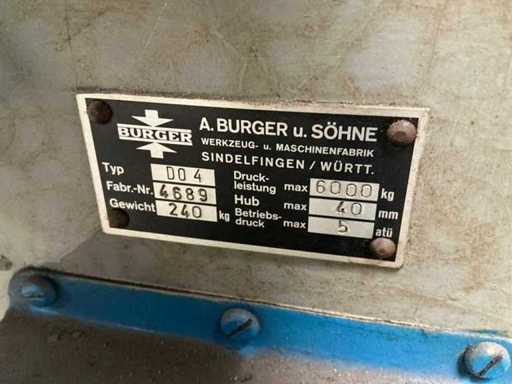 BURGER
A. BURGER u. SÖHNE
WERKZEUG- u. MASCHINENFABRIK
SINDELFINGEN / WÜRTT.
Typ DO 4
Fabr.-Nr. 4689
Gewicht 240 kg
Druck-
leistung max 6000 kg
Hub max 40 mm
Betriebs-
druck max 5 atü